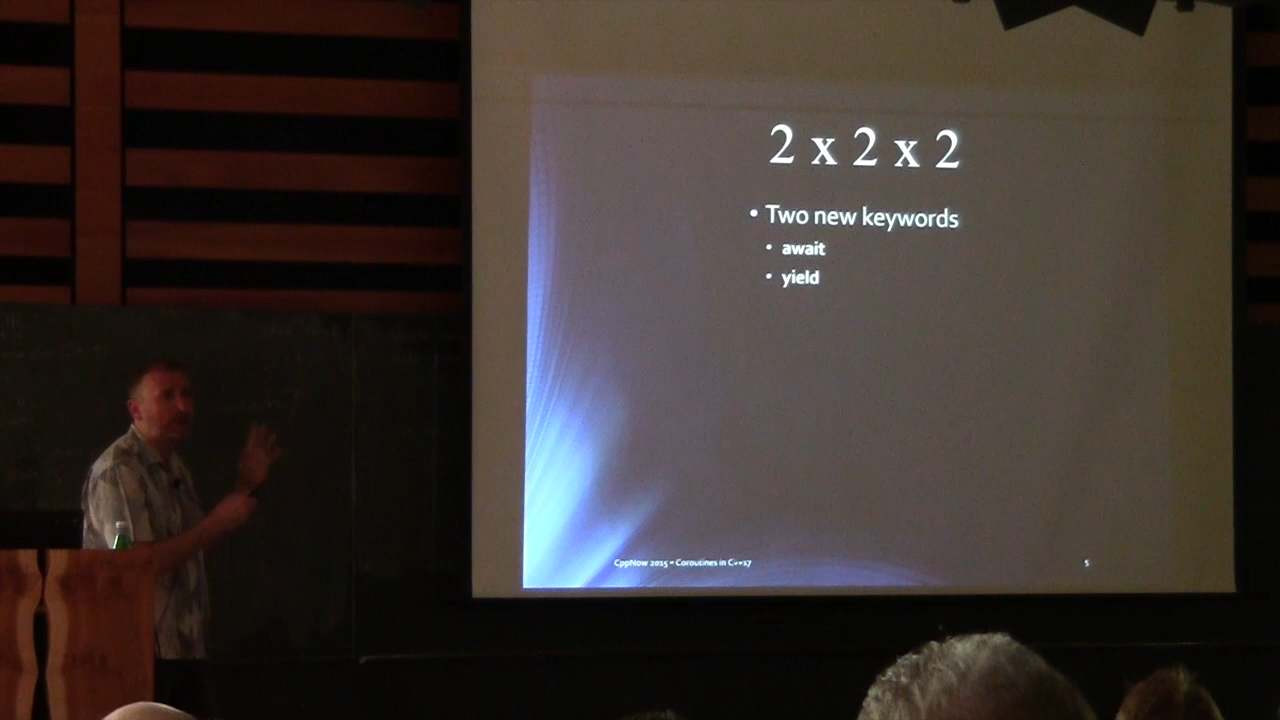 2 x 2 x 2
• Two new keywords
• await
• yield
CppNow 2015 – Coroutines in C++17
5